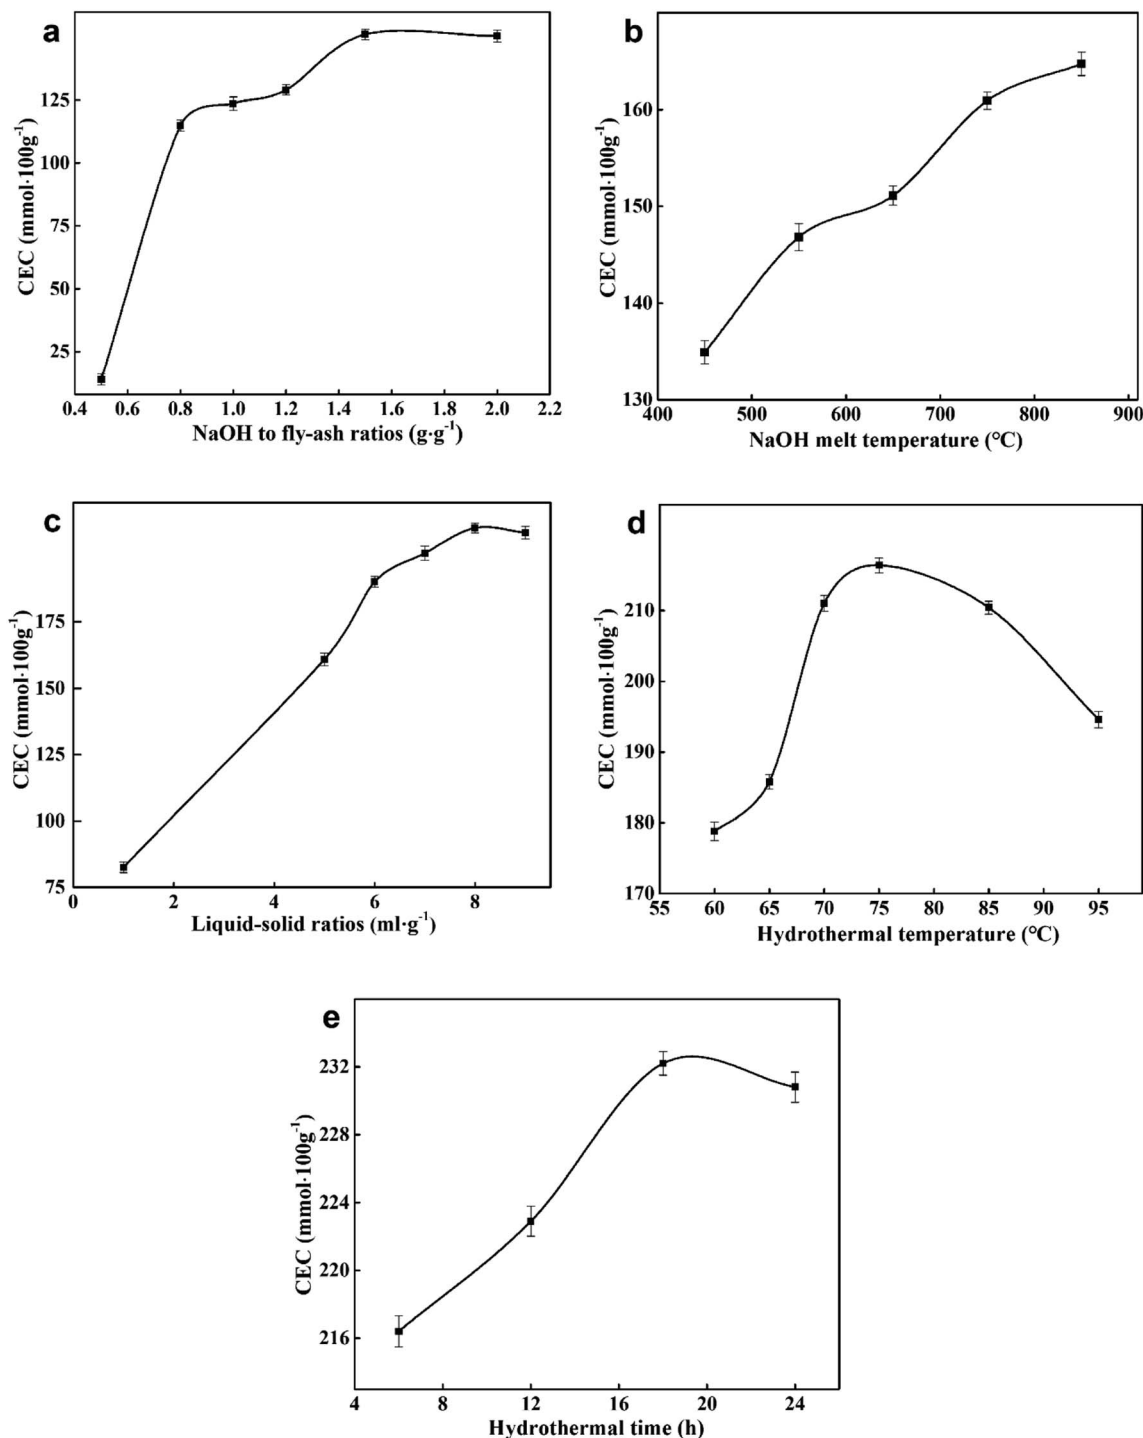 a
CEC (mmol·100g⁻¹)
125
100
75
50
25
0.4 0.6 0.8 1.0 1.2 1.4 1.6 1.8 2.0 2.2
NaOH to fly-ash ratios (g·g⁻¹)
b
CEC (mmol·100g⁻¹)
160
150
140
130
400 500 600 700 800 900
NaOH melt temperature (°C)
c
CEC (mmol·100g⁻¹)
175
150
125
100
75
0 2 4 6 8
Liquid-solid ratios (ml·g⁻¹)
d
CEC (mmol·100g⁻¹)
210
200
190
180
170
55 60 65 70 75 80 85 90 95
Hydrothermal temperature (°C)
e
CEC (mmol·100g⁻¹)
232
228
224
220
216
4 8 12 16 20 24
Hydrothermal time (h)